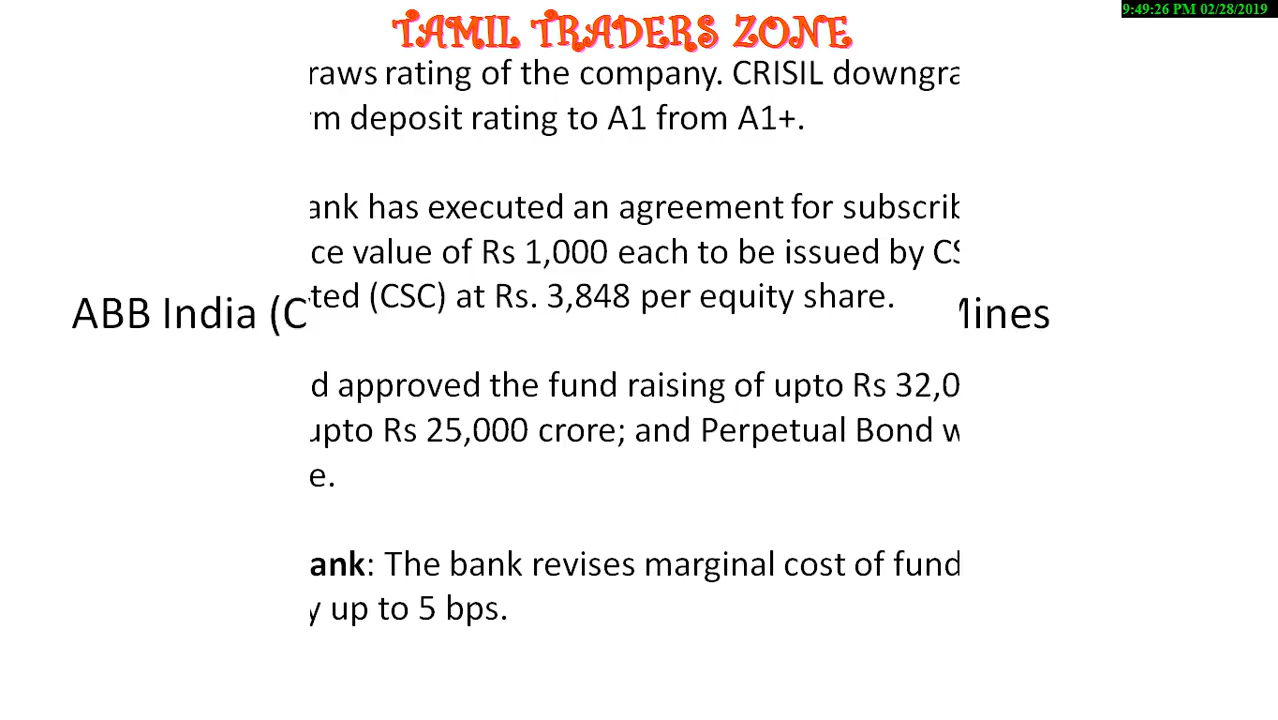 9:49:26 PM 02/28/2019
TAMIL TRADERS ZONE
raws rating of the company. CRISIL downgra
rm deposit rating to A1 from A1+.
ank has executed an agreement for subscrib
ce value of Rs 1,000 each to be issued by CS
ted (CSC) at Rs. 3,848 per equity share.
ABB India (C
Mines
d approved the fund raising of upto Rs 32,0
upto Rs 25,000 crore; and Perpetual Bond w
e.
ank: The bank revises marginal cost of fund
y up to 5 bps.